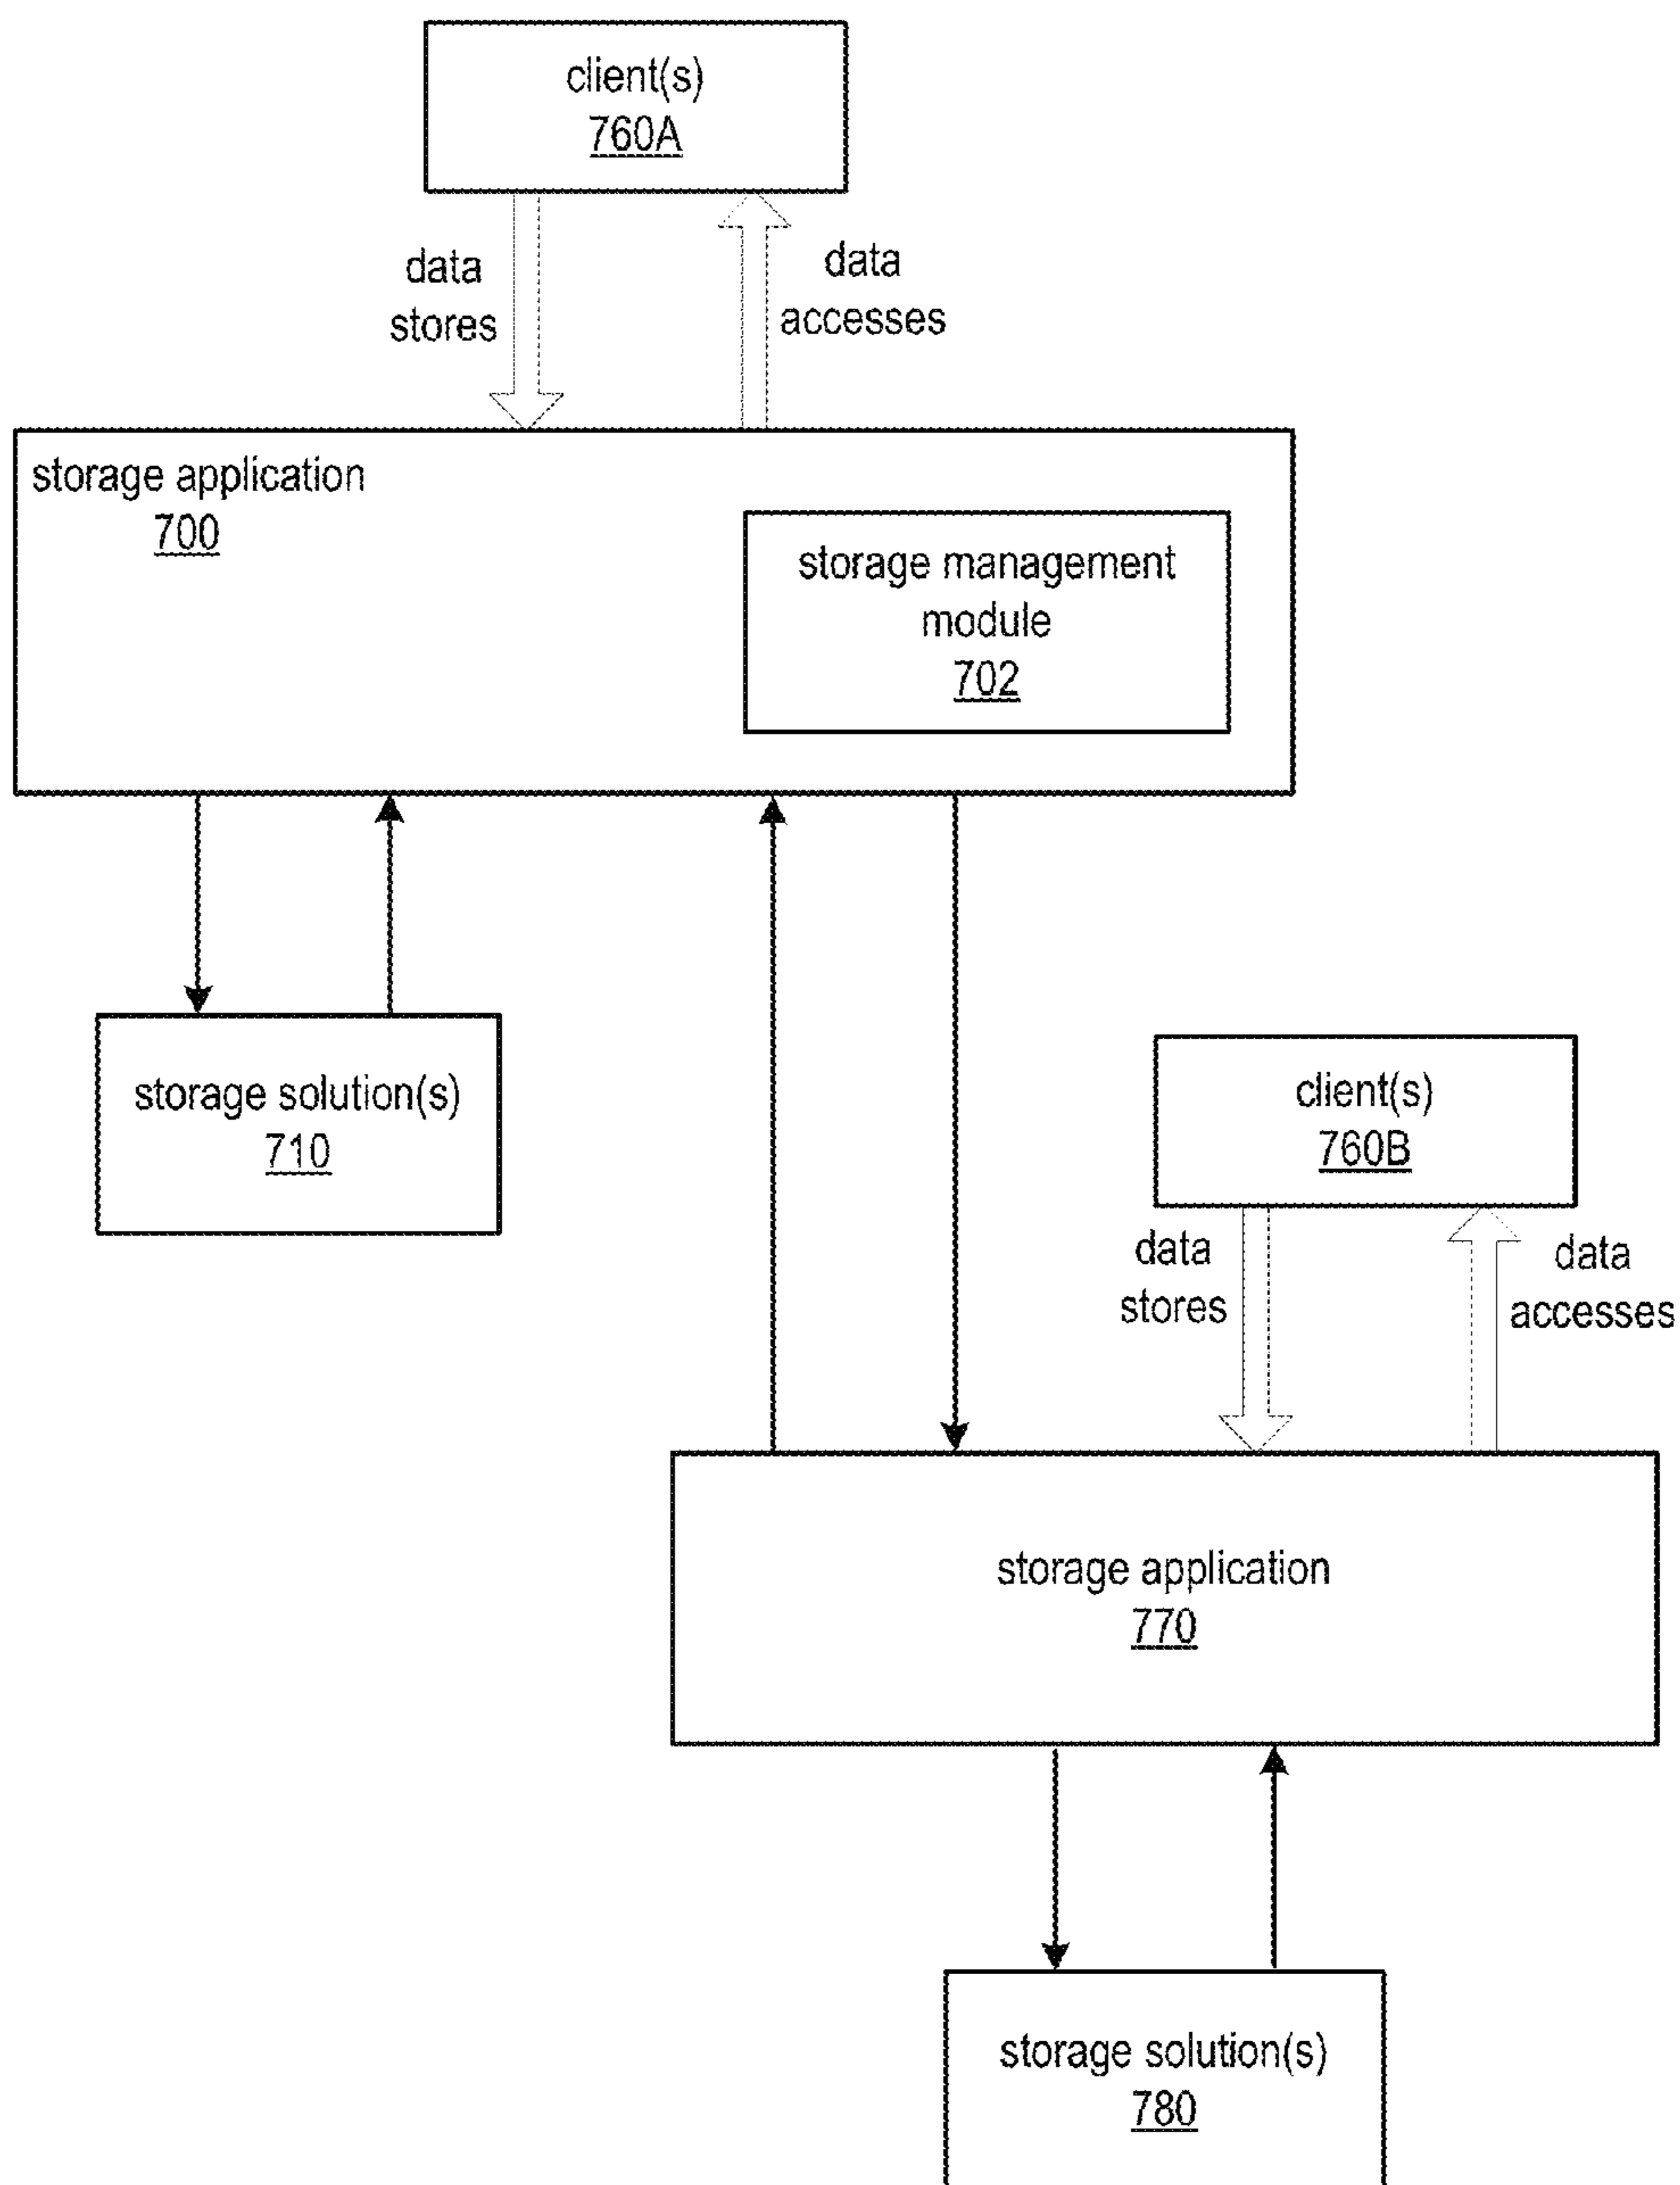 client(s)
760A
data
stores
data
accesses
storage application
700
storage management
module
702
storage solution(s)
710
client(s)
760B
data
stores
data
accesses
storage application
770
storage solution(s)
780